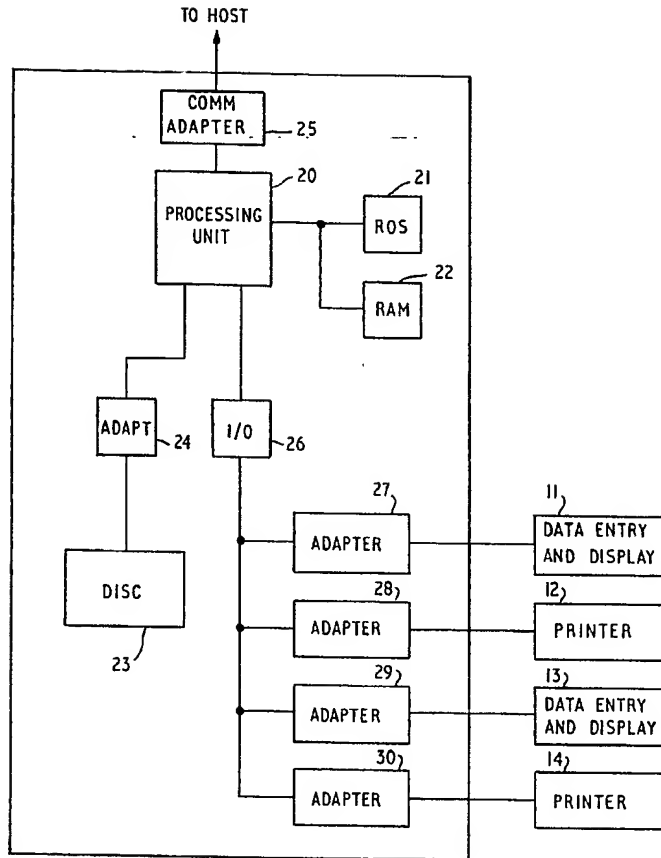 TO HOST
COMM
ADAPTER
25
20
PROCESSING
UNIT
21
ROS
22
RAM
ADAPT
24
I/O
26
DISC
23
27
ADAPTER
11
DATA ENTRY
AND DISPLAY
28
ADAPTER
12
PRINTER
29
ADAPTER
13
DATA ENTRY
AND DISPLAY
30
ADAPTER
14
PRINTER